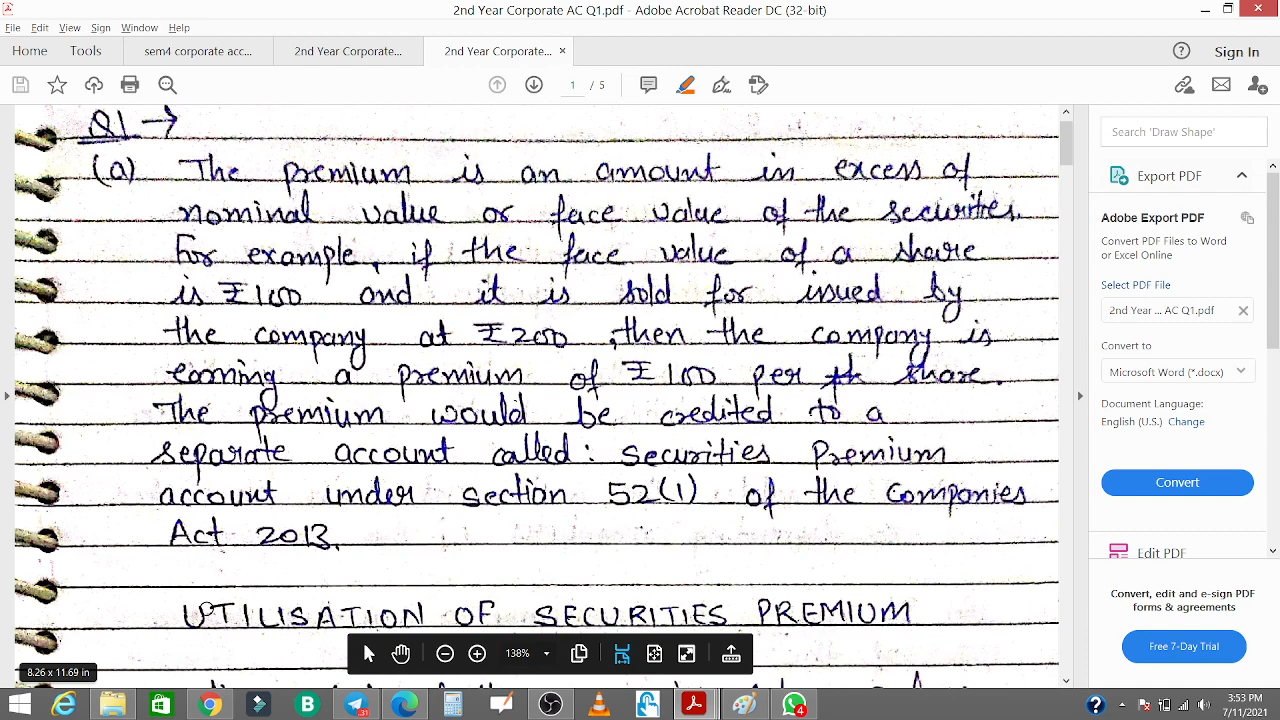 2nd Year Corporate AC Q1.pdf - Adobe Acrobat Reader DC (32-bit)
File Edit View Sign Window Help
Home Tools sem4 corporate acc... 2nd Year Corporate... 2nd Year Corporate... × ? Sign In
1 / 5
Q1 →
(a) The premium is an amount in excess of
nominal value or face value of the securities.
For example, if the face value of a share
is ₹100 and it is sold for issued by
the company at ₹200, then the company is
earning a premium of ₹100 per share.
The premium would be credited to a
separate account called: Securities Premium
account under section 52(1) of the Companies
Act 2013.
UTILISATION OF SECURITIES PREMIUM
138%
8.26 x 11.69 in
Search 'Draw Shape'
Export PDF
Adobe Export PDF
Convert PDF Files to Word
or Excel Online
Select PDF File
2nd Year ... AC Q1.pdf
Convert to
Microsoft Word (*.docx)
Document Language:
English (U.S.) Change
Convert
Edit PDF
Convert, edit and e-sign PDF
forms & agreements
Free 7-Day Trial
B 31 4
3:53 PM
7/11/2021